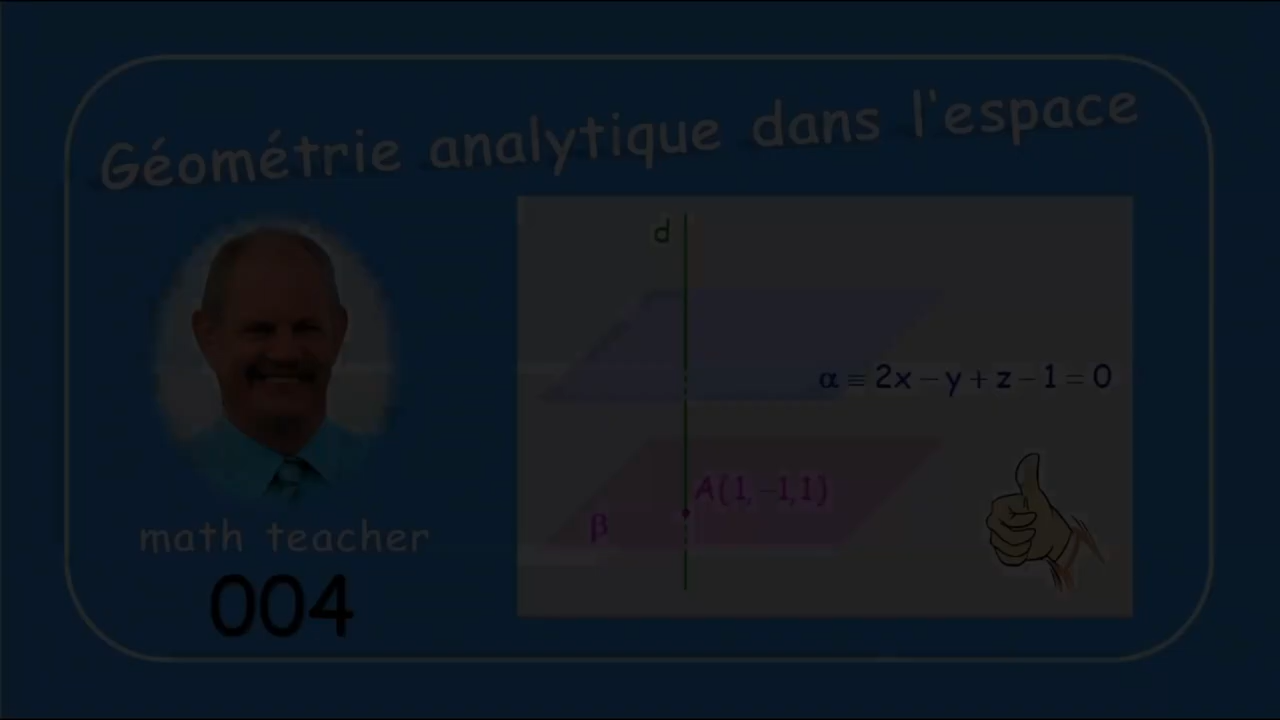 Géométrie analytique dans l'espace
d
α ≡ 2x − y + z − 1 = 0
A(1,−1,1)
β
math teacher
004